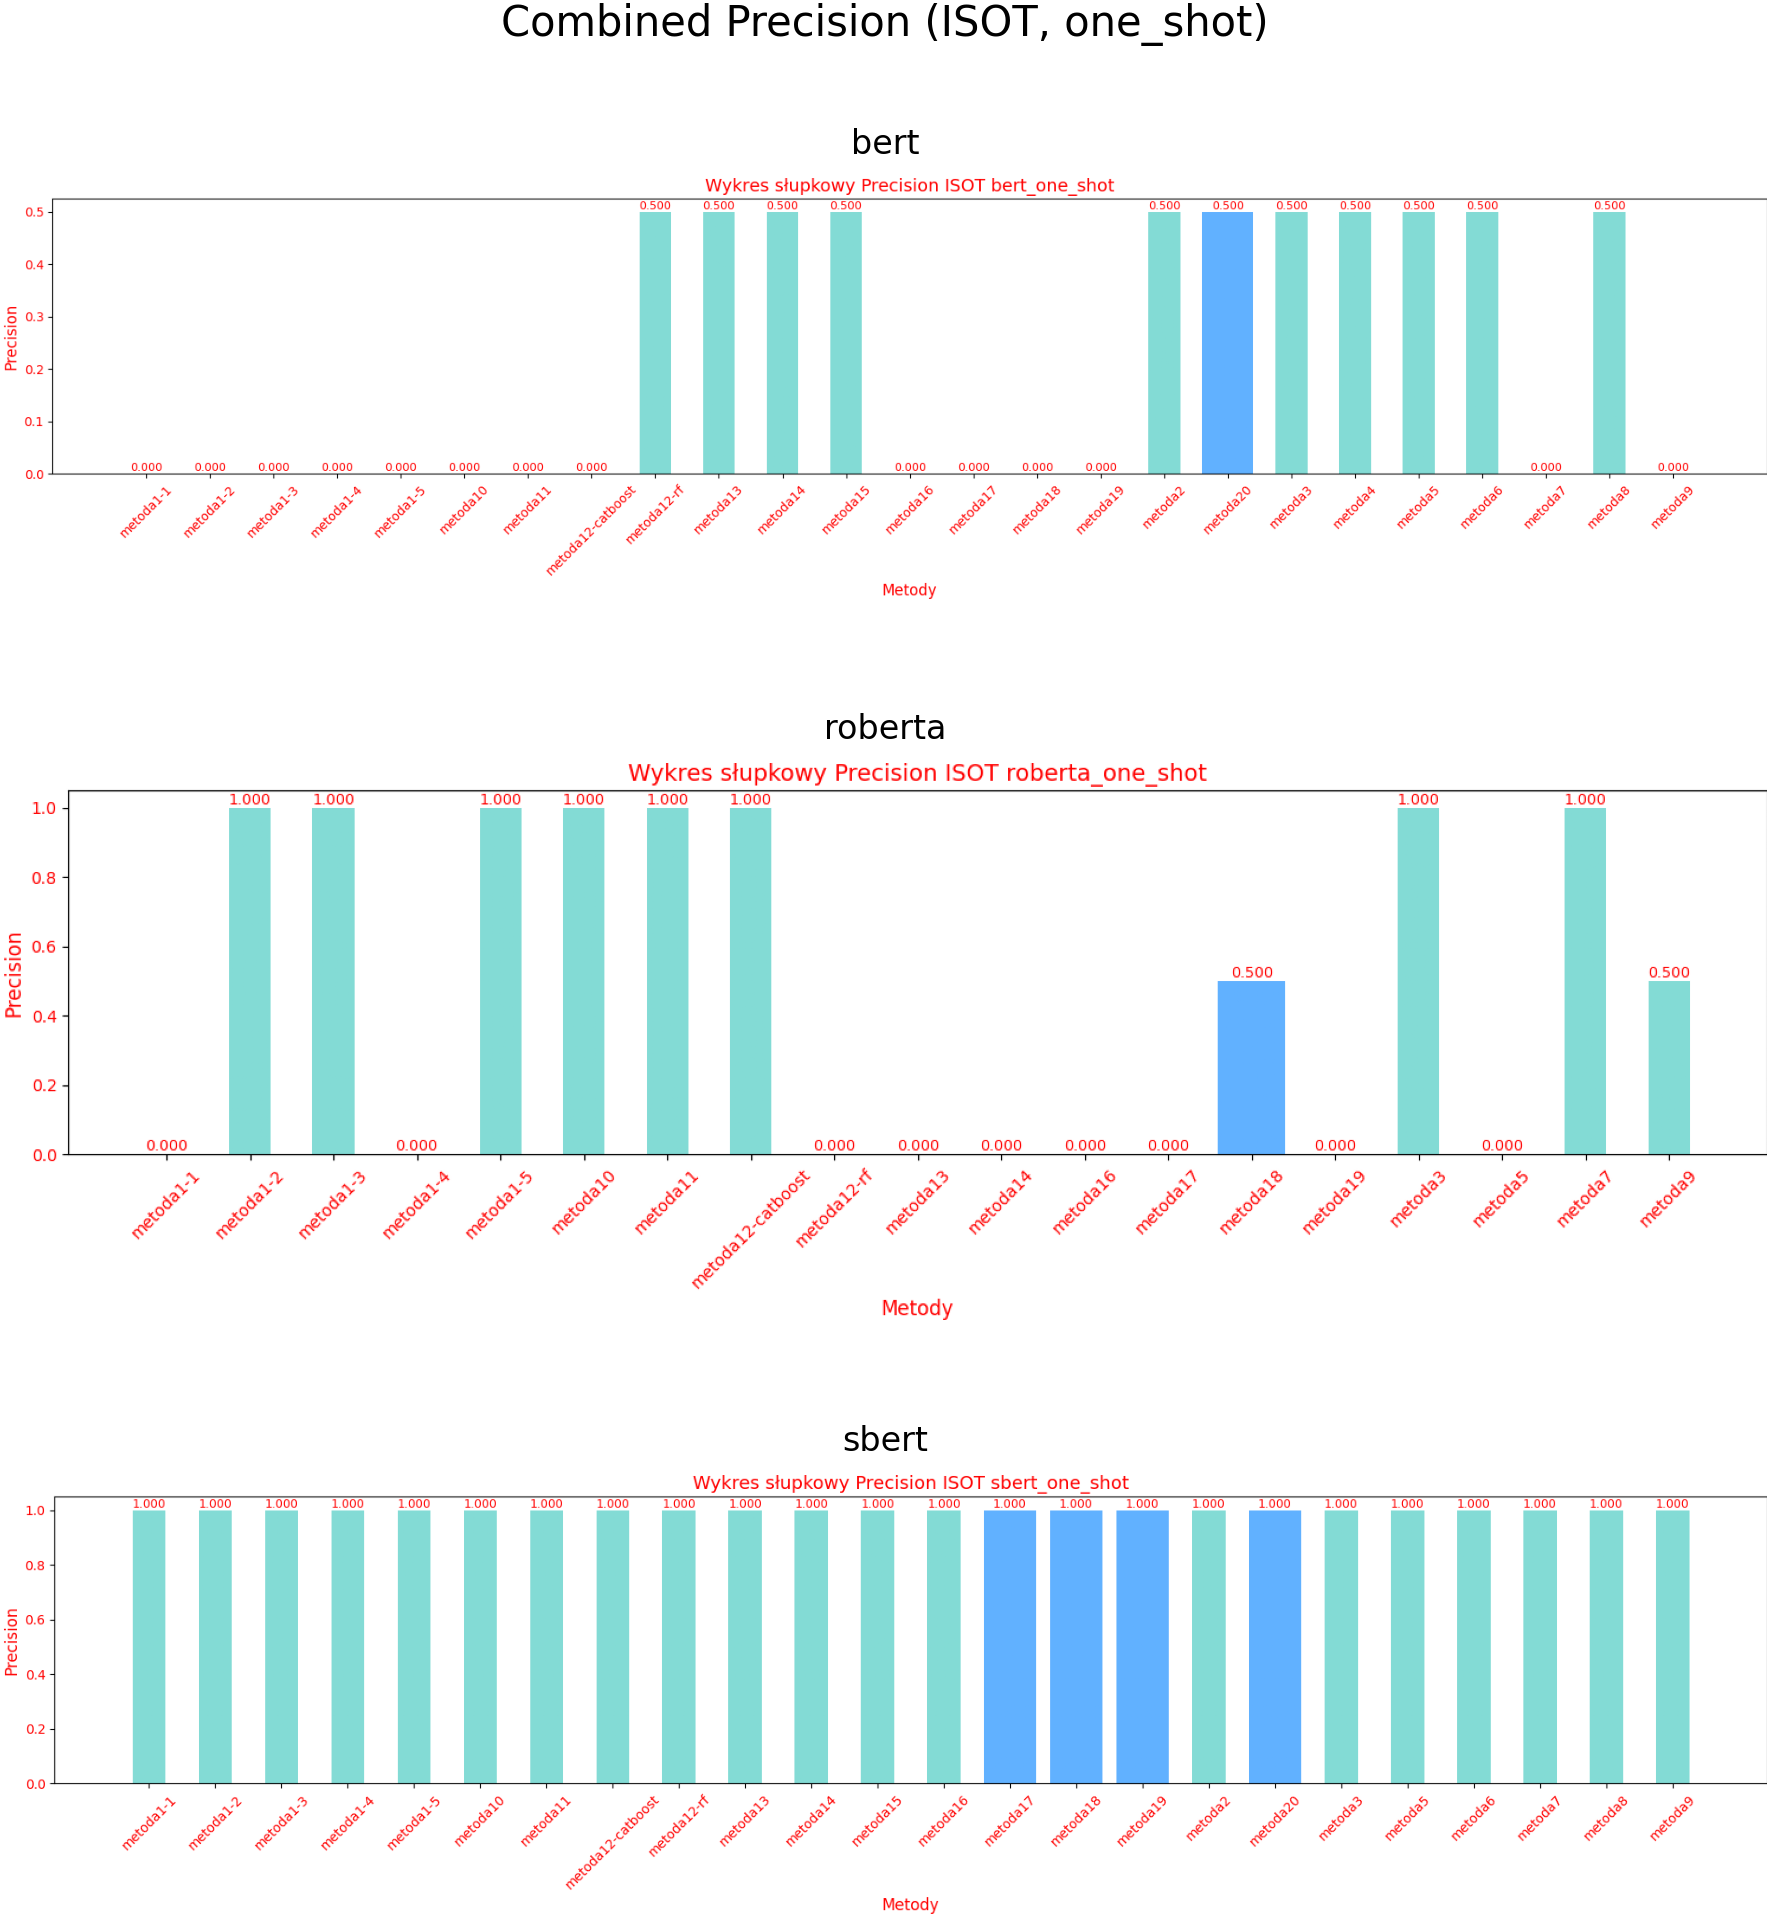 Combined Precision (ISOT, one_shot)
bert
Wykres słupkowy Precision ISOT bert_one_shot
0.500 0.500 0.500 0.500 0.500 0.500 0.500 0.500 0.500 0.500 0.500
0.5
0.4
0.3
0.2
0.1
0.0
Precision
0.000 0.000 0.000 0.000 0.000 0.000 0.000 0.000 0.000 0.000 0.000 0.000 0.000 0.000
metoda1-1 metoda1-2 metoda1-3 metoda1-4 metoda1-5 metoda10 metoda11 metoda12-catboost metoda12-rf metoda13 metoda14 metoda15 metoda16 metoda17 metoda18 metoda19 metoda2 metoda20 metoda3 metoda4 metoda5 metoda6 metoda7 metoda8 metoda9
Metody
roberta
Wykres słupkowy Precision ISOT roberta_one_shot
1.000 1.000 1.000 1.000 1.000 1.000 1.000 1.000
1.0
0.8
0.6
0.4
0.2
0.0
Precision
0.500 0.500
0.000 0.000 0.000 0.000 0.000 0.000 0.000 0.000 0.000
metoda1-1 metoda1-2 metoda1-3 metoda1-4 metoda1-5 metoda10 metoda11 metoda12-catboost metoda12-rf metoda13 metoda14 metoda16 metoda17 metoda18 metoda19 metoda3 metoda5 metoda7 metoda9
Metody
sbert
Wykres słupkowy Precision ISOT sbert_one_shot
1.000 1.000 1.000 1.000 1.000 1.000 1.000 1.000 1.000 1.000 1.000 1.000 1.000 1.000 1.000 1.000 1.000 1.000 1.000 1.000 1.000 1.000 1.000 1.000
1.0
0.8
0.6
0.4
0.2
0.0
Precision
metoda1-1 metoda1-2 metoda1-3 metoda1-4 metoda1-5 metoda10 metoda11 metoda12-catboost metoda12-rf metoda13 metoda14 metoda15 metoda16 metoda17 metoda18 metoda19 metoda2 metoda20 metoda3 metoda5 metoda6 metoda7 metoda8 metoda9
Metody